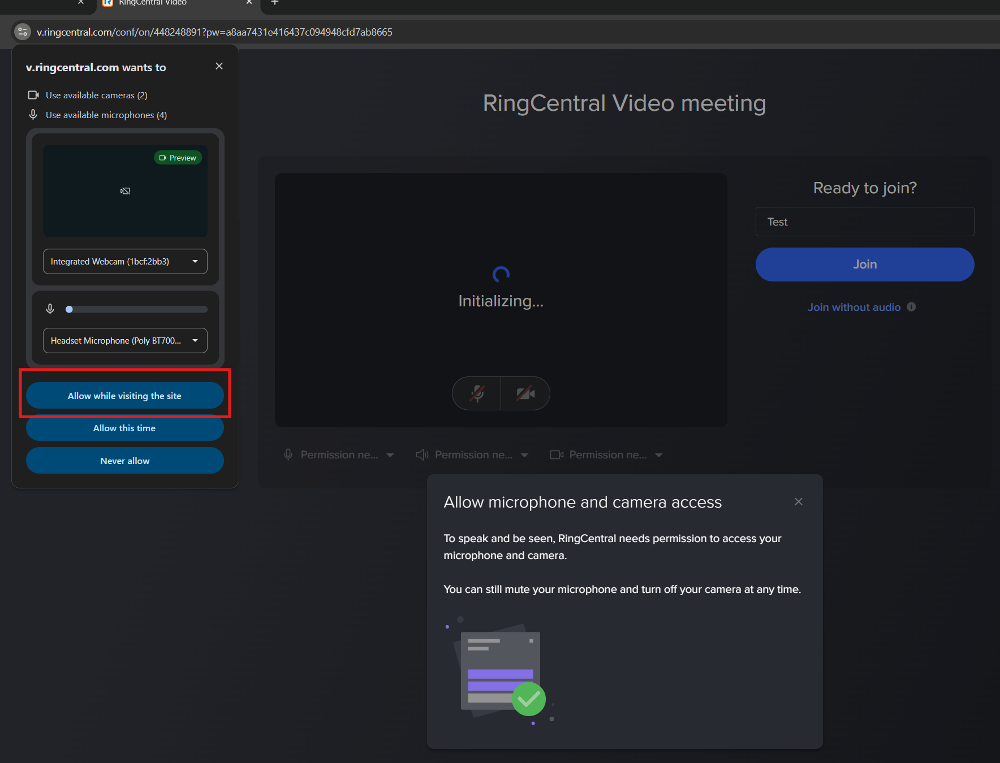 RingCentral Video
v.ringcentral.com/conf/on/448248891?pw=a8aa7431e416437c094948cfd7ab8665
v.ringcentral.com wants to
Use available cameras (2)
Use available microphones (4)
Preview
Integrated Webcam (1bcf:2bb3)
Headset Microphone (Poly BT700...
Allow while visiting the site
Allow this time
Never allow
RingCentral Video meeting
Initializing...
Ready to join?
Test
Join
Join without audio
Permission ne...
Permission ne...
Permission ne...
Allow microphone and camera access
To speak and be seen, RingCentral needs permission to access your
microphone and camera.
You can still mute your microphone and turn off your camera at any time.